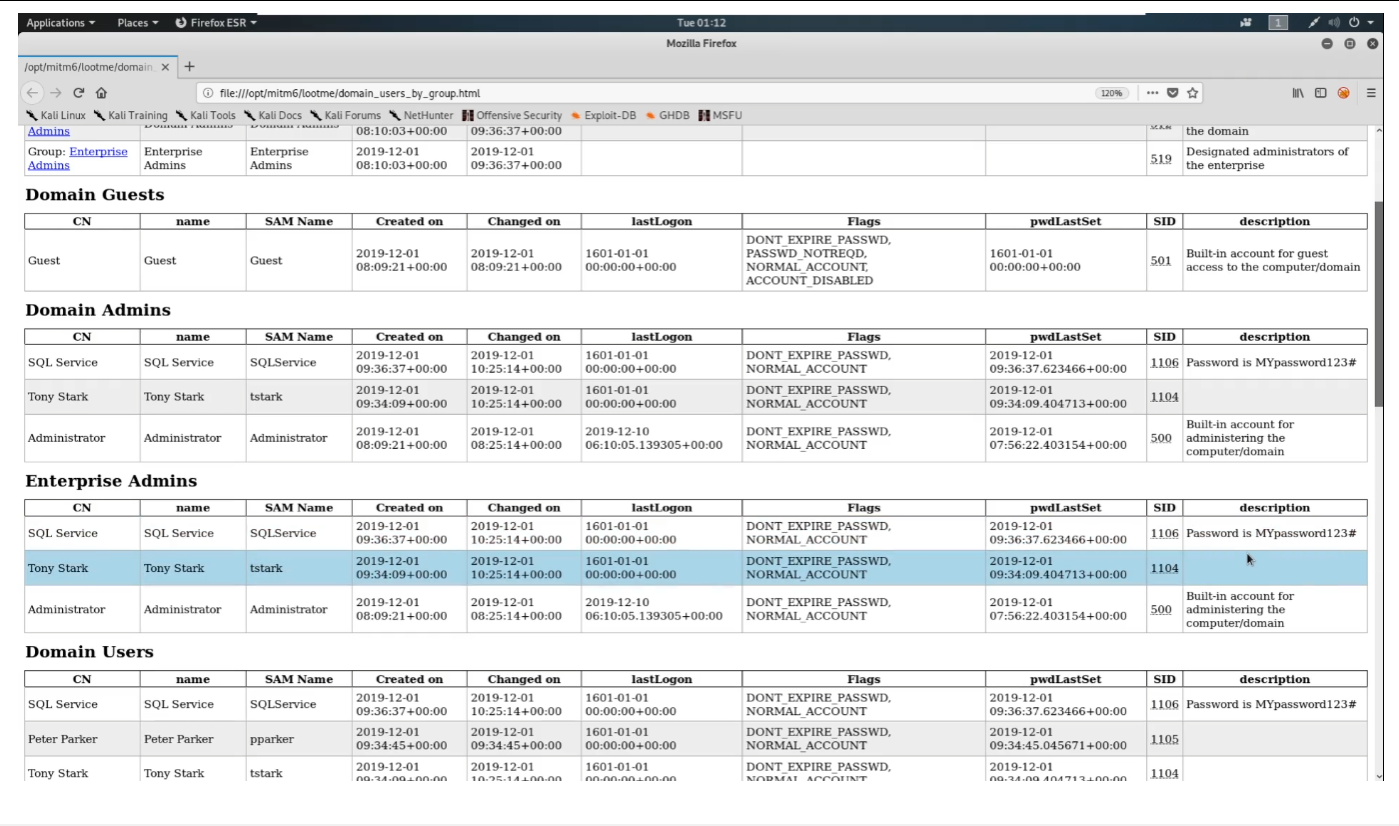 Applications Places Firefox ESR Tue 01:12 1
Mozilla Firefox
/opt/mitm6/lootme/domain_
file:///opt/mitm6/lootme/domain_users_by_group.html 120%
Kali Linux Kali Training Kali Tools Kali Docs Kali Forums NetHunter Offensive Security Exploit-DB GHDB MSFU
Admins Domain Admins Domain Admins 08:10:03+00:00 09:36:37+00:00 the domain
Group: Enterprise Enterprise Enterprise 2019-12-01 2019-12-01 519 Designated administrators of
Admins Admins Admins 08:10:03+00:00 09:36:37+00:00 the enterprise
Domain Guests
CN name SAM Name Created on Changed on lastLogon Flags pwdLastSet SID description
Guest Guest Guest 2019-12-01 2019-12-01 1601-01-01 DONT_EXPIRE_PASSWD, 1601-01-01 501 Built-in account for guest
08:09:21+00:00 08:09:21+00:00 00:00:00+00:00 PASSWD_NOTREQD, 00:00:00+00:00 access to the computer/domain
NORMAL_ACCOUNT,
ACCOUNT_DISABLED
Domain Admins
CN name SAM Name Created on Changed on lastLogon Flags pwdLastSet SID description
SQL Service SQL Service SQLService 2019-12-01 2019-12-01 1601-01-01 DONT_EXPIRE_PASSWD, 2019-12-01 1106 Password is MYpassword123#
09:36:37+00:00 10:25:14+00:00 00:00:00+00:00 NORMAL_ACCOUNT 09:36:37.623466+00:00
Tony Stark Tony Stark tstark 2019-12-01 2019-12-01 1601-01-01 DONT_EXPIRE_PASSWD, 2019-12-01 1104
09:34:09+00:00 10:25:14+00:00 00:00:00+00:00 NORMAL_ACCOUNT 09:34:09.404713+00:00
Administrator Administrator Administrator 2019-12-01 2019-12-01 2019-12-10 DONT_EXPIRE_PASSWD, 2019-12-01 500 Built-in account for
08:09:21+00:00 08:25:14+00:00 06:10:05.139305+00:00 NORMAL_ACCOUNT 07:56:22.403154+00:00 administering the
computer/domain
Enterprise Admins
CN name SAM Name Created on Changed on lastLogon Flags pwdLastSet SID description
SQL Service SQL Service SQLService 2019-12-01 2019-12-01 1601-01-01 DONT_EXPIRE_PASSWD, 2019-12-01 1106 Password is MYpassword123#
09:36:37+00:00 10:25:14+00:00 00:00:00+00:00 NORMAL_ACCOUNT 09:36:37.623466+00:00
Tony Stark Tony Stark tstark 2019-12-01 2019-12-01 1601-01-01 DONT_EXPIRE_PASSWD, 2019-12-01 1104
09:34:09+00:00 10:25:14+00:00 00:00:00+00:00 NORMAL_ACCOUNT 09:34:09.404713+00:00
Administrator Administrator Administrator 2019-12-01 2019-12-01 2019-12-10 DONT_EXPIRE_PASSWD, 2019-12-01 500 Built-in account for
08:09:21+00:00 08:25:14+00:00 06:10:05.139305+00:00 NORMAL_ACCOUNT 07:56:22.403154+00:00 administering the
computer/domain
Domain Users
CN name SAM Name Created on Changed on lastLogon Flags pwdLastSet SID description
SQL Service SQL Service SQLService 2019-12-01 2019-12-01 1601-01-01 DONT_EXPIRE_PASSWD, 2019-12-01 1106 Password is MYpassword123#
09:36:37+00:00 10:25:14+00:00 00:00:00+00:00 NORMAL_ACCOUNT 09:36:37.623466+00:00
Peter Parker Peter Parker pparker 2019-12-01 2019-12-01 1601-01-01 DONT_EXPIRE_PASSWD, 2019-12-01 1105
09:34:45+00:00 09:34:45+00:00 00:00:00+00:00 NORMAL_ACCOUNT 09:34:45.045671+00:00
Tony Stark Tony Stark tstark 2019-12-01 2019-12-01 1601-01-01 DONT_EXPIRE_PASSWD, 2019-12-01 1104
09:34:09+00:00 10:25:14+00:00 00:00:00+00:00 NORMAL_ACCOUNT 09:34:09.404713+00:00